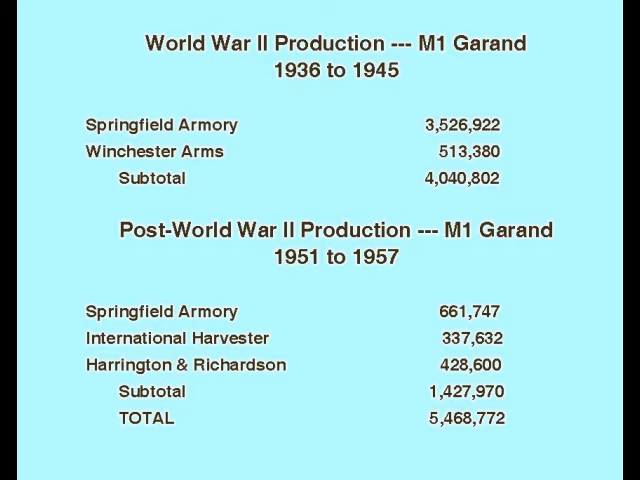 World War II Production --- M1 Garand
1936 to 1945
Springfield Armory 3,526,922
Winchester Arms 513,380
Subtotal 4,040,802
Post-World War II Production --- M1 Garand
1951 to 1957
Springfield Armory 661,747
International Harvester 337,632
Harrington & Richardson 428,600
Subtotal 1,427,970
TOTAL 5,468,772